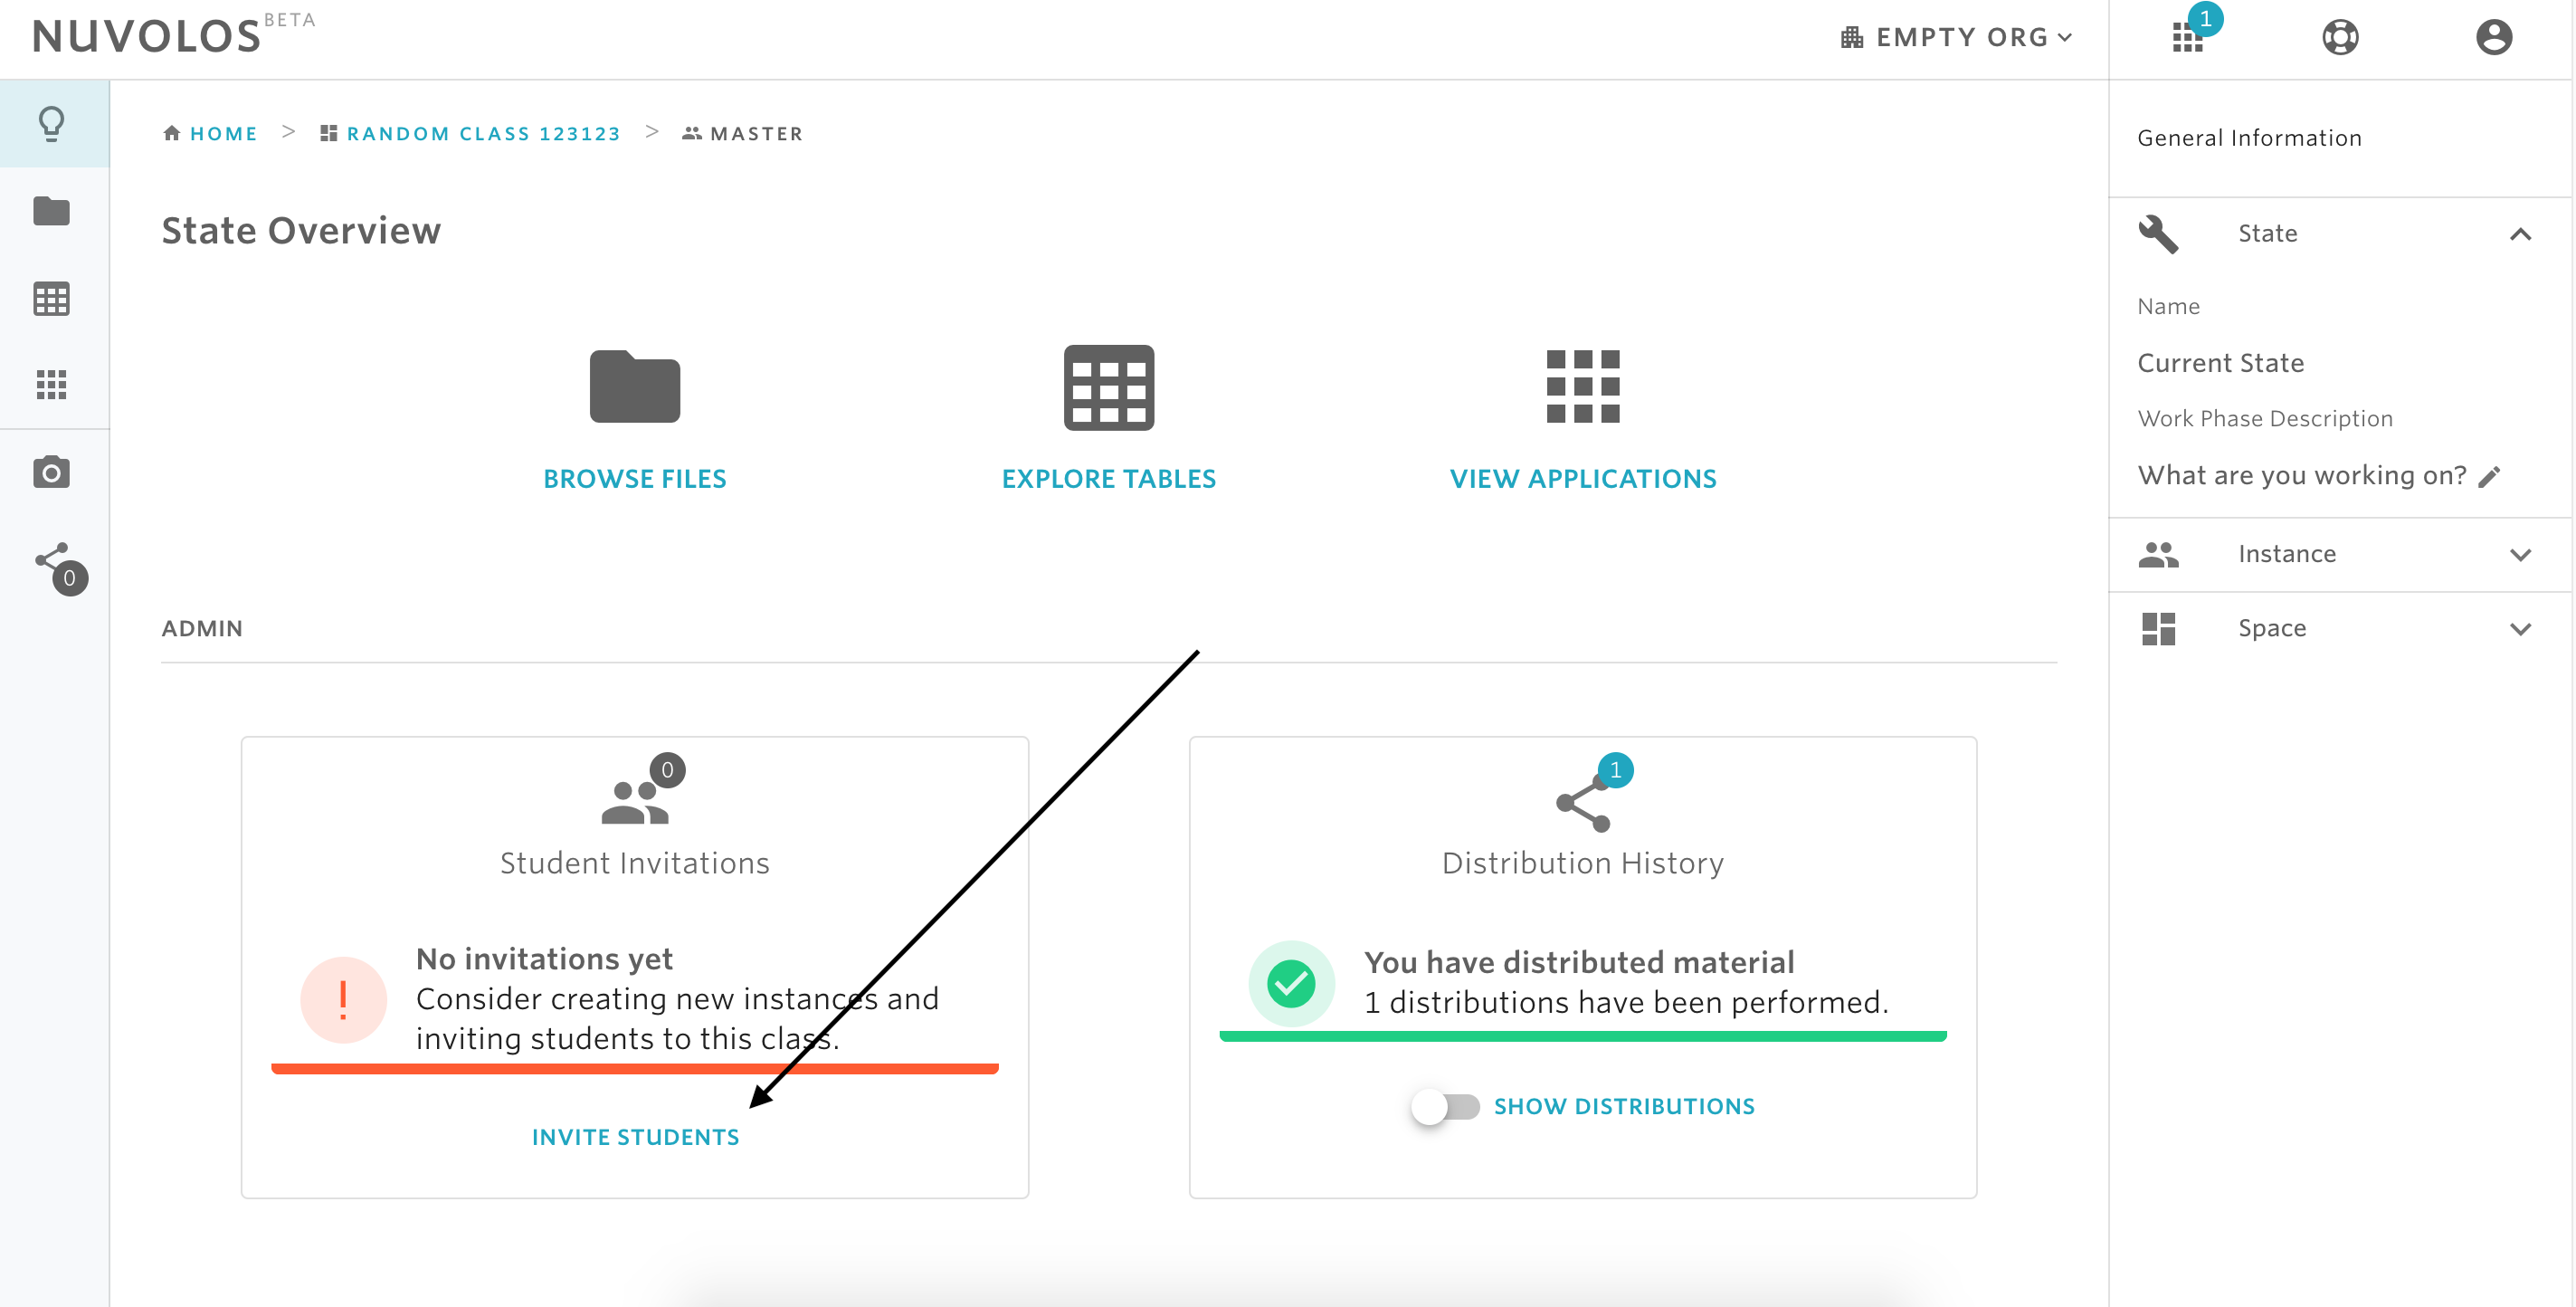 NUVOLOS BETA
EMPTY ORG
1
HOME > RANDOM CLASS 123123 > MASTER
State Overview
BROWSE FILES
EXPLORE TABLES
VIEW APPLICATIONS
0
ADMIN
0
Student Invitations
No invitations yet
Consider creating new instances and
inviting students to this class.
INVITE STUDENTS
1
Distribution History
You have distributed material
1 distributions have been performed.
SHOW DISTRIBUTIONS
General Information
State
Name
Current State
Work Phase Description
What are you working on?
Instance
Space